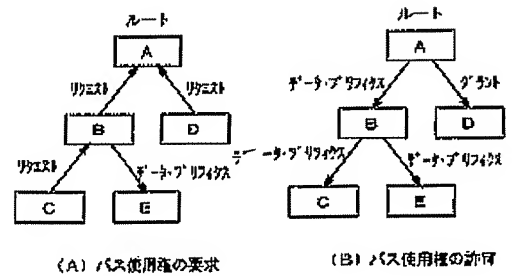 ルート
A
リクエスト
リクエスト
B
D
リクエスト
データ・プリフィクス
C
E
(A) バス使用権の要求
ルート
A
データ・プリフィクス
グラント
B
D
データ・プリフィクス
データ・プリフィクス
C
E
(B) バス使用権の許可